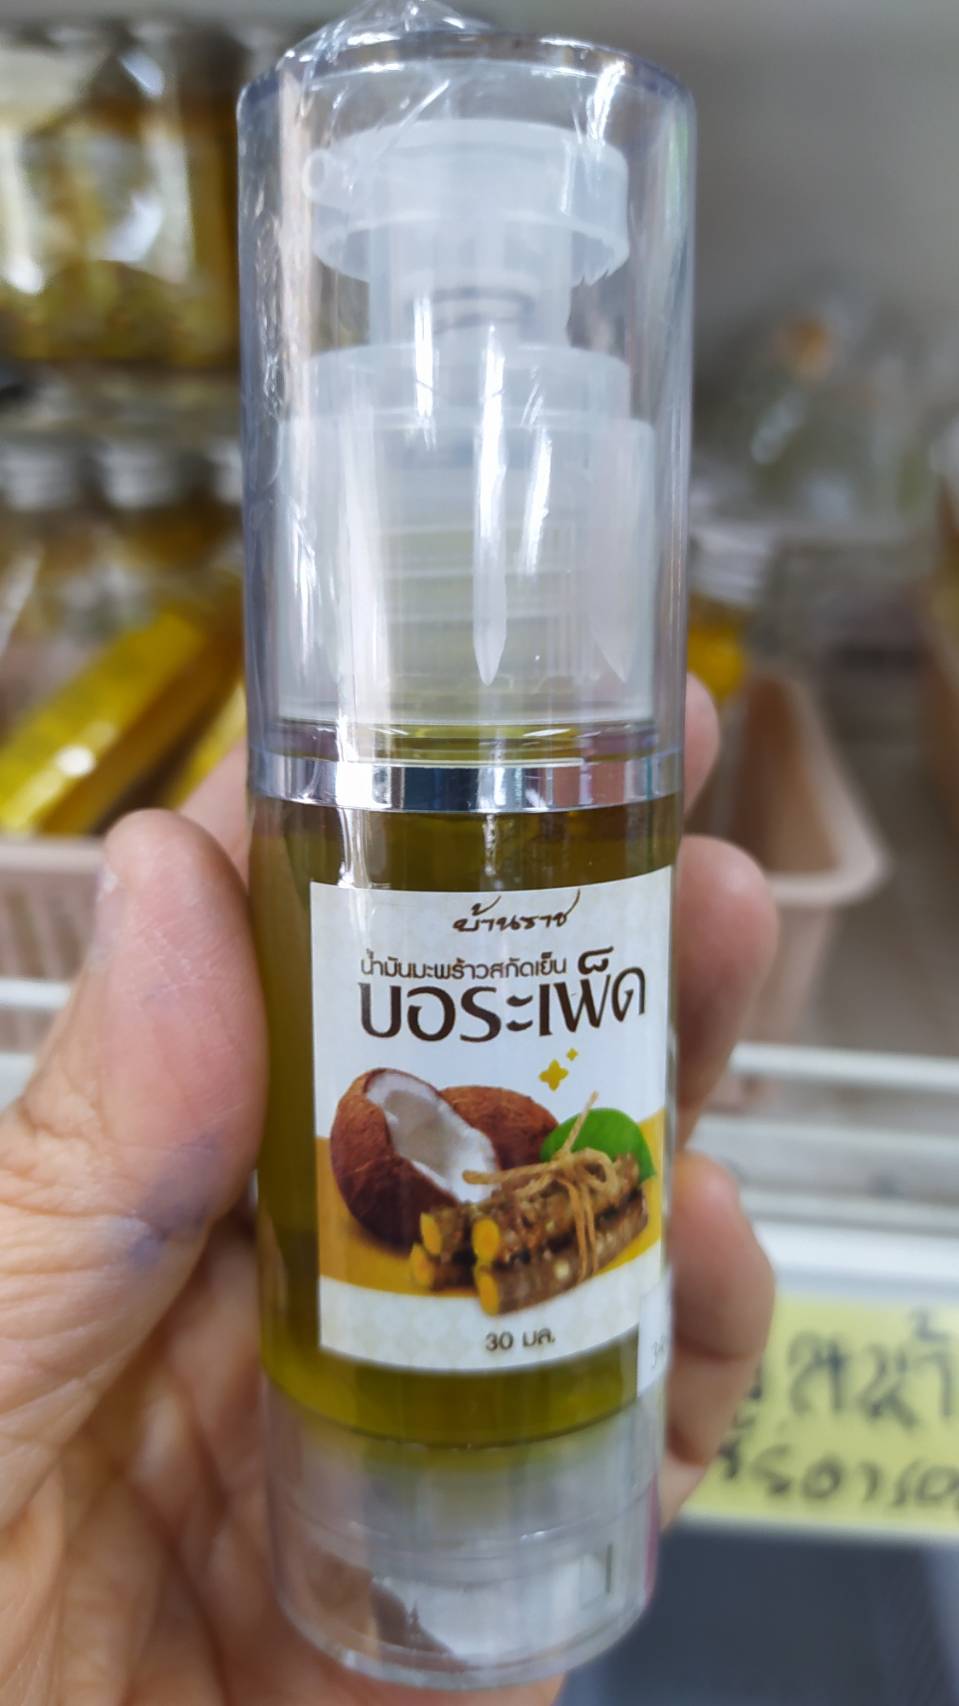 บ้านราช
น้ำมันมะพร้าวสกัดเย็น
บอระเพ็ด
30 มล.